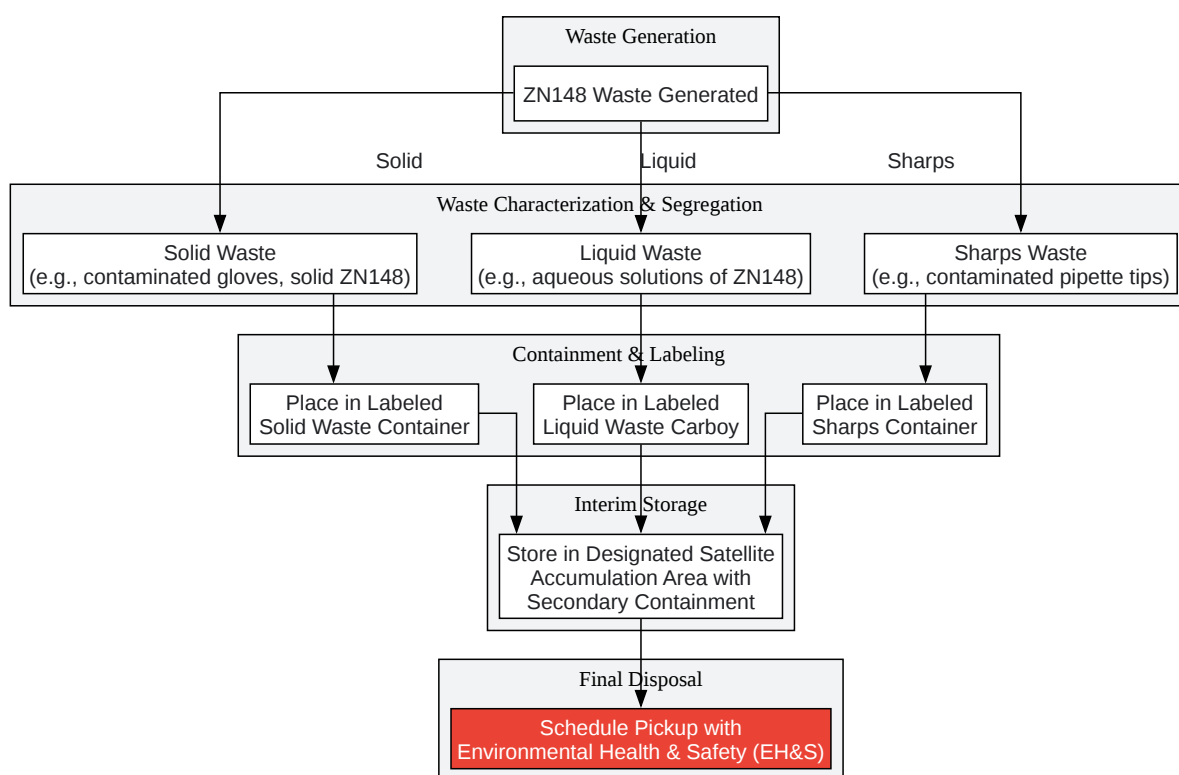 Waste Generation
ZN148 Waste Generated
Solid
Liquid
Sharps
Waste Characterization & Segregation
Solid Waste
(e.g., contaminated gloves, solid ZN148)
Liquid Waste
(e.g., aqueous solutions of ZN148)
Sharps Waste
(e.g., contaminated pipette tips)
Containment & Labeling
Place in Labeled
Solid Waste Container
Place in Labeled
Liquid Waste Carboy
Place in Labeled
Sharps Container
Interim Storage
Store in Designated Satellite
Accumulation Area with
Secondary Containment
Final Disposal
Schedule Pickup with
Environmental Health & Safety (EH&S)